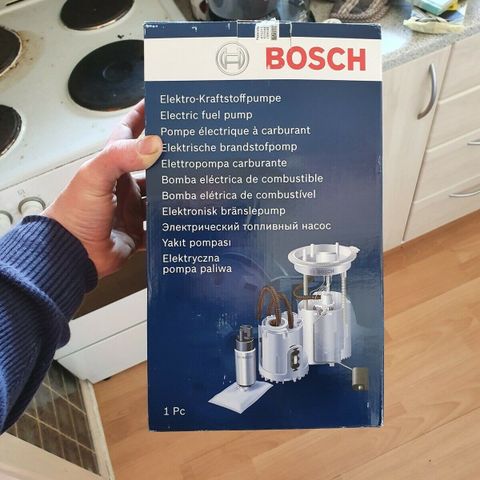 BOSCH
Elektro-Kraftstoffpumpe
Electric fuel pump
Pompe électrique à carburant
Elektrische brandstofpomp
Elettropompa carburante
Bomba eléctrica de combustible
Bomba elétrica de combustível
Elektronisk bränslepump
Электрический топливный насос
Yakıt pompası
Elektryczna
pompa paliwa
1 Pc